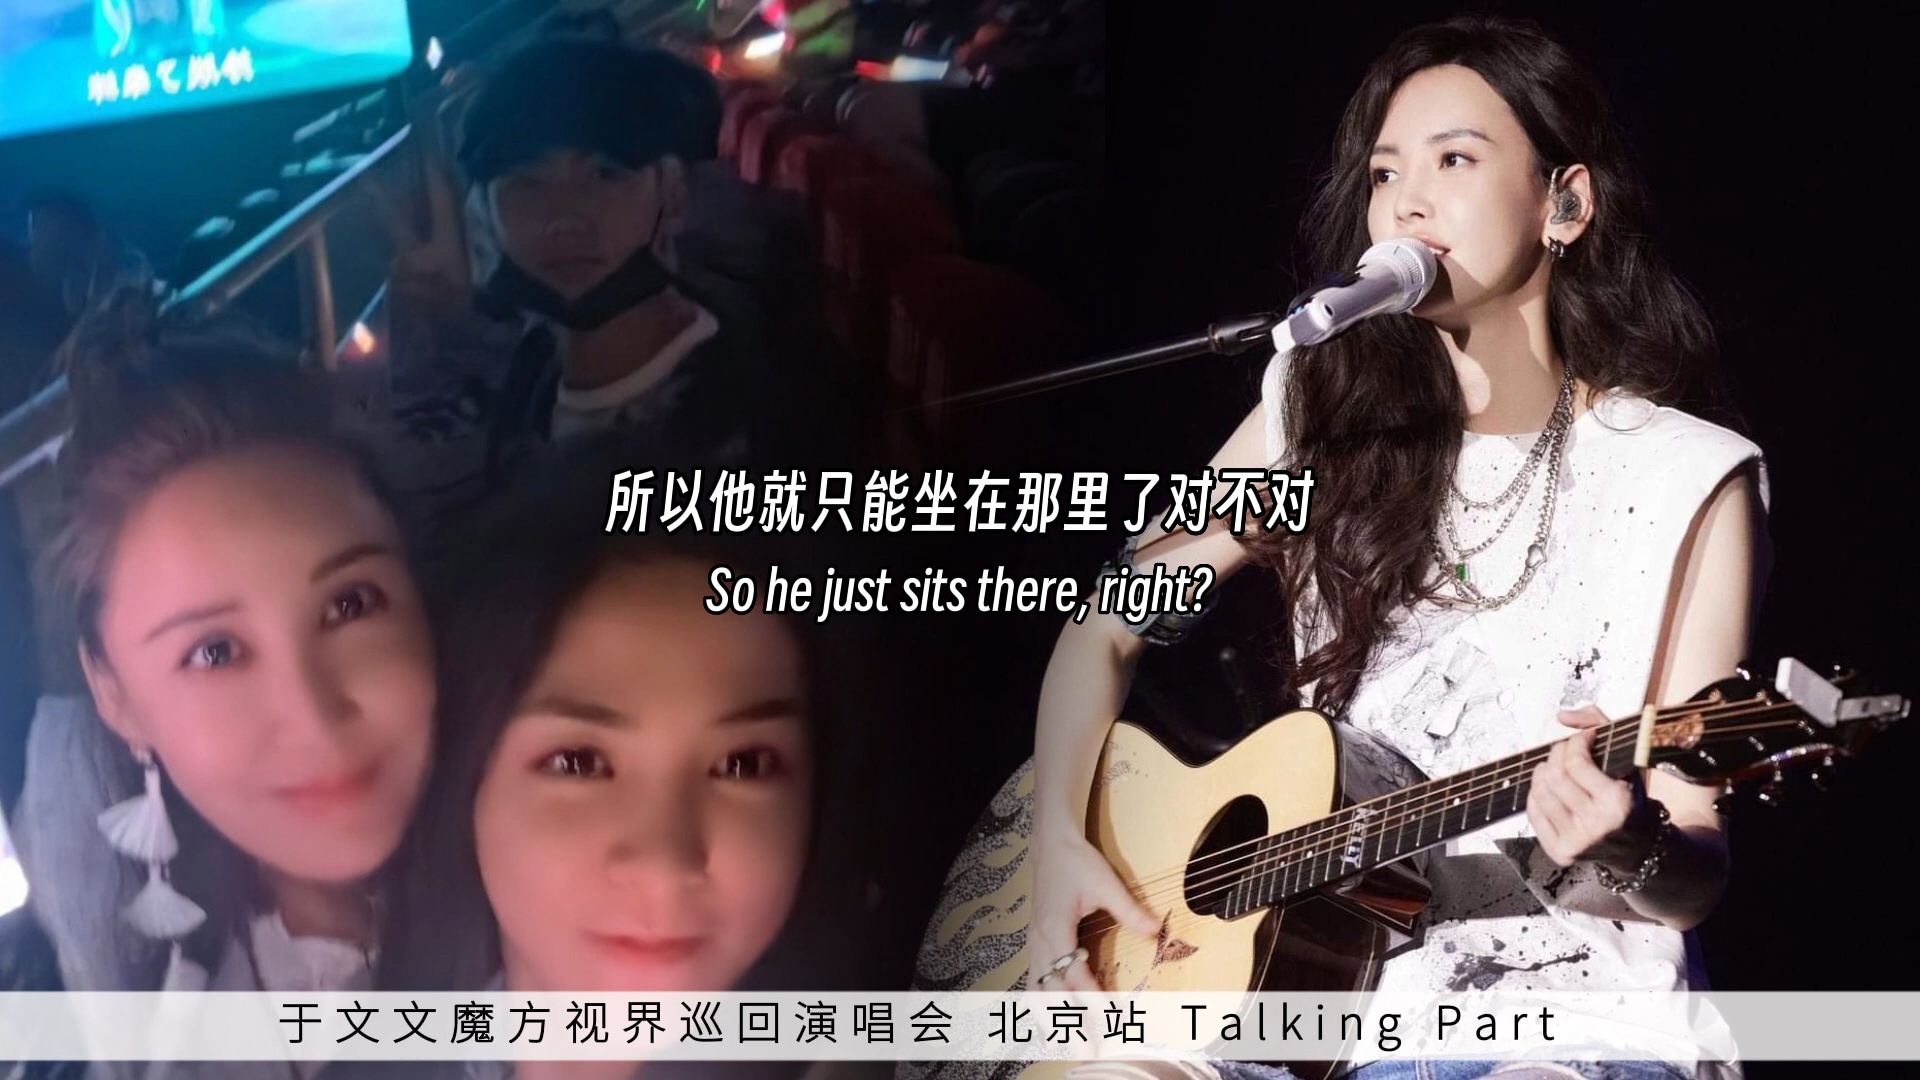 所以他就只能坐在那里了对不对
So he just sits there, right?
KELLY
于文文魔方视界巡回演唱会 北京站 Talking Part